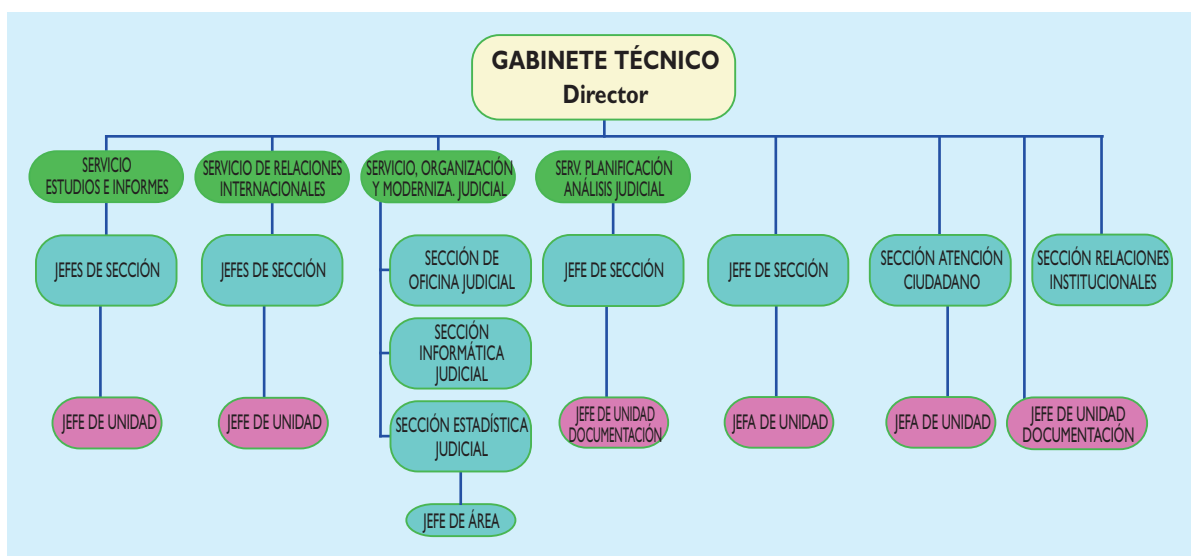 GABINETE TÉCNICO
Director
SERVICIO
ESTUDIOS E INFORMES
SERVICIO DE RELACIONES
INTERNACIONALES
SERVICIO, ORGANIZACIÓN
Y MODERNIZA. JUDICIAL
SERV. PLANIFICACIÓN
ANÁLISIS JUDICIAL
JEFES DE SECCIÓN
JEFES DE SECCIÓN
SECCIÓN DE
OFICINA JUDICIAL
JEFE DE SECCIÓN
JEFE DE SECCIÓN
SECCIÓN ATENCIÓN
CIUDADANO
SECCIÓN RELACIONES
INSTITUCIONALES
SECCIÓN
INFORMÁTICA
JUDICIAL
JEFE DE UNIDAD
JEFE DE UNIDAD
SECCIÓN ESTADÍSTICA
JUDICIAL
JEFE DE UNIDAD
DOCUMENTACIÓN
JEFA DE UNIDAD
JEFA DE UNIDAD
JEFE DE UNIDAD
DOCUMENTACIÓN
JEFE DE ÁREA